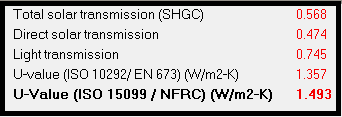 Total solar transmission (SHGC) 0.568
Direct solar transmission 0.474
Light transmission 0.745
U-value (ISO 10292/ EN 673) (W/m2-K) 1.357
U-Value (ISO 15099 / NFRC) (W/m2-K) 1.493